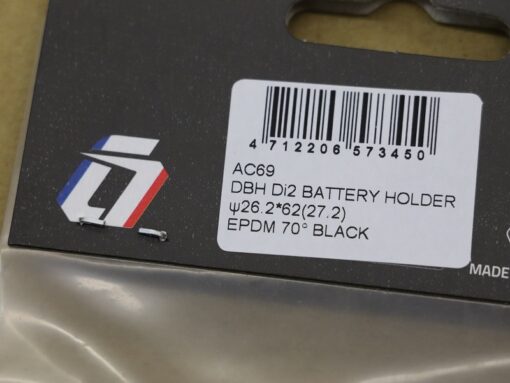 4 712206 573450
AC69
DBH Di2 BATTERY HOLDER
ψ26.2*62(27.2)
EPDM 70° BLACK
MADE